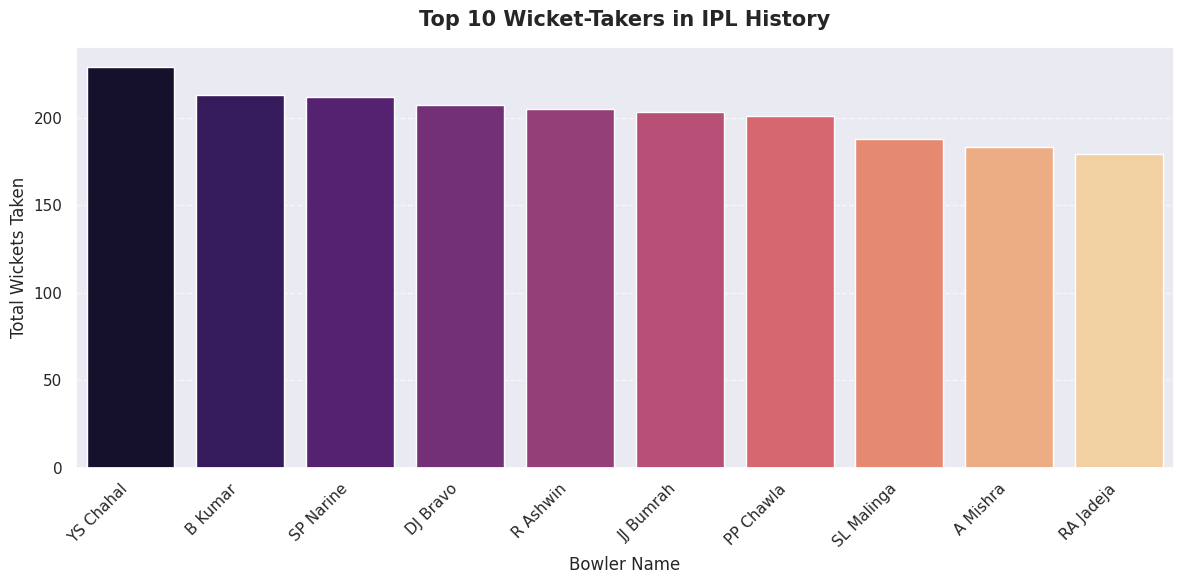 Top 10 Wicket-Takers in IPL History
Total Wickets Taken
200
150
100
50
0
YS Chahal
B Kumar
SP Narine
DJ Bravo
R Ashwin
JJ Bumrah
PP Chawla
SL Malinga
A Mishra
RA Jadeja
Bowler Name